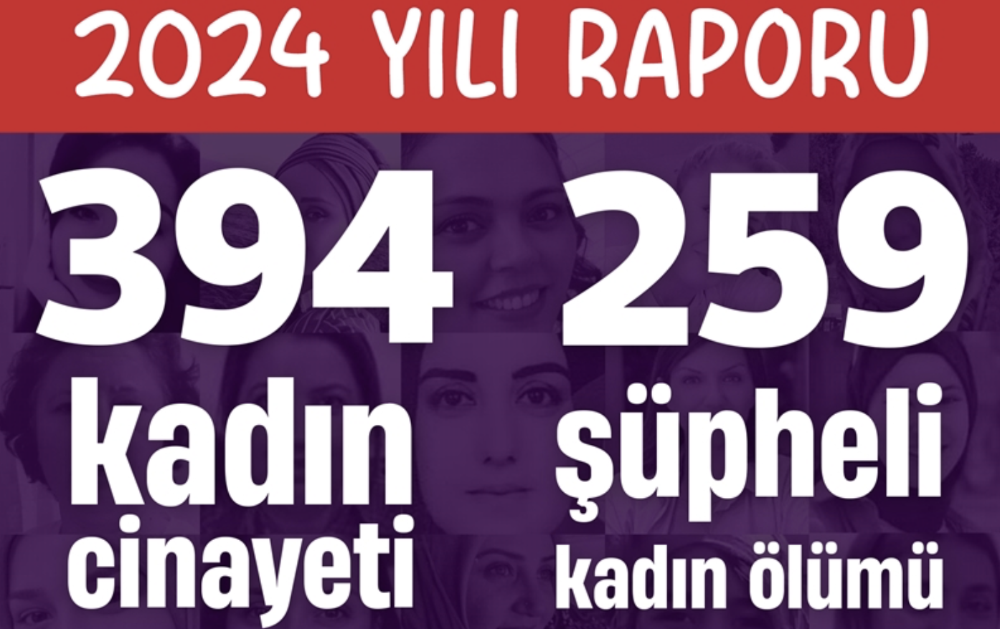 2024 YILI RAPORU
394
kadın
cinayeti
259
şüpheli
kadın ölümü